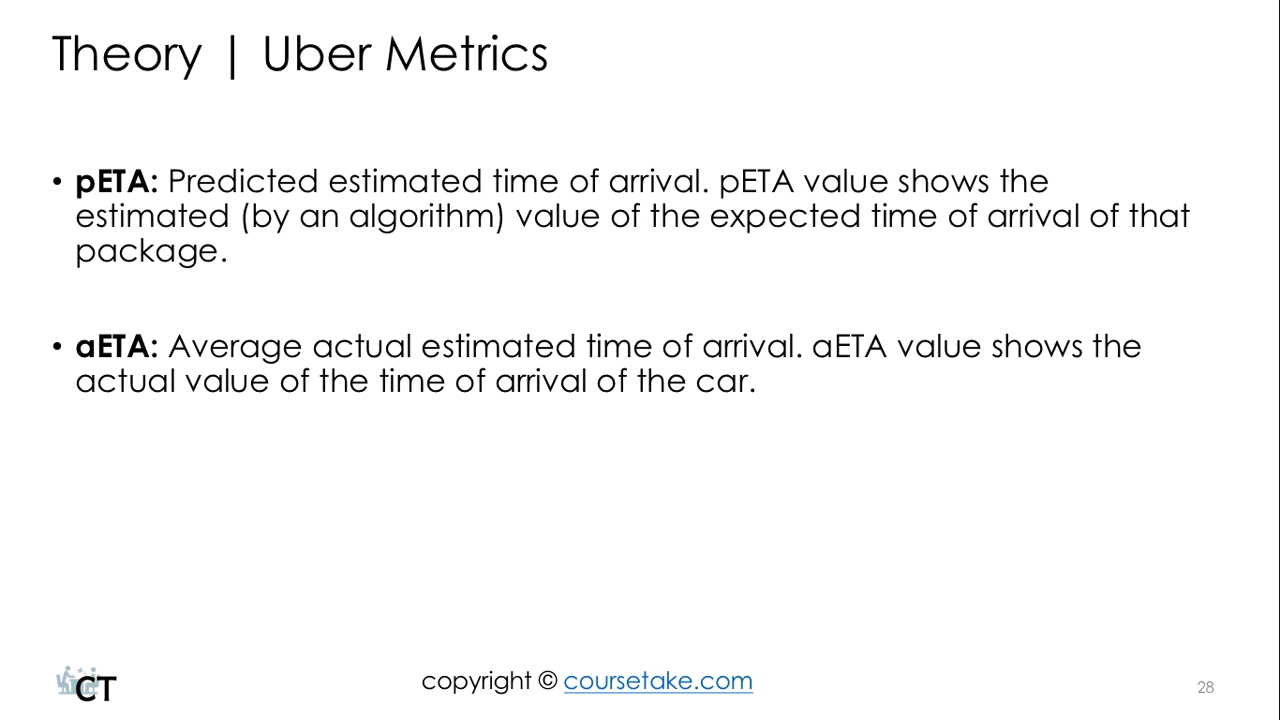 Theory | Uber Metrics
• pETA: Predicted estimated time of arrival. pETA value shows the
estimated (by an algorithm) value of the expected time of arrival of that
package.
• aETA: Average actual estimated time of arrival. aETA value shows the
actual value of the time of arrival of the car.
CT
copyright © coursetake.com
28